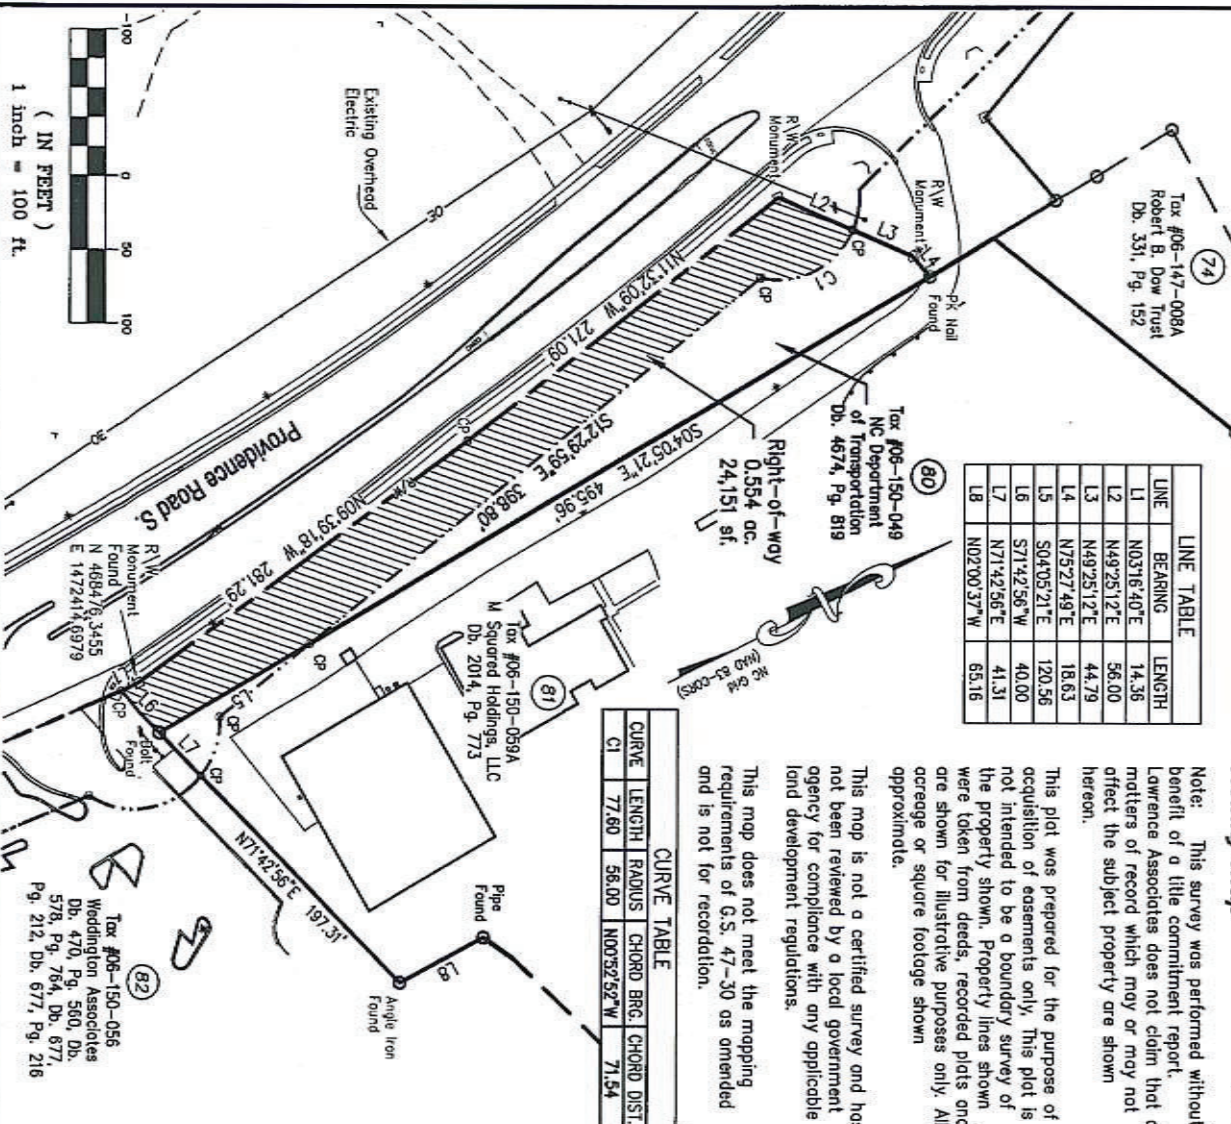 Note: This survey was performed without
benefit of a title commitment report.
Lawrence Associates does not claim that
matters of record which may or may not
affect the subject property are shown
hereon.
This plat was prepared for the purpose of
acquisition of easements only, This plat is
not intended to be a boundary survey of
the property shown. Property lines shown
were taken from deeds, recorded plats and
are shown for illustrative purposes only. All
acreage or square footage shown
approximate.
This map is not a certified survey and has
not been reviewed by a local government
agency for compliance with any applicable
land development regulations.
This map does not meet the mapping
requirements of G.S. 47-30 as amended
and is not for recordation.
LINE TABLE
LINE BEARING LENGTH
L1 N03°16'40"E 14.36
L2 N49°25'12"E 56.00
L3 N49°25'12"E 44.79
L4 N75°27'49"E 18.63
L5 S04°05'21"E 120.56
L6 S71°42'56"W 40.00
L7 N71°42'56"E 41.31
L8 N02°00'37"W 65.16
CURVE TABLE
CURVE LENGTH RADIUS CHORD BRG. CHORD DIST.
C1 77.60 56.00 N00°52'52"W 71.54
74
Tax #06-147-008A
Robert B. Dow Trust
Db. 331, Pg. 152
80
Tax #06-150-049
NC Department
of Transportation
Db. 4674, Pg. 819
Right-of-way
0.554 ac.
24,151 sf.
NC Grid
(NAD 83-CORS)
81
Tax #06-150-059A
M Squared Holdings, LLC
Db. 2014, Pg. 773
82
Tax #06-150-056
Weddington Associates
Db. 470, Pg. 560, Db.
578, Pg. 764, Db. 677,
Pg. 212, Db. 677, Pg. 216
PK Nail
Found
R\W
Monument
R\W
Monument
L2
L3
L4
CP
C1
CP
N11°32'09"W 271.09'
S12°29'59"E
398.80'
S04°05'21"E
495.96'
CP
R/W
N09°39'18"W 281.29'
CP
L5
CP
L1
L6
CP
L7
CP
Bolt
Found
N71°42'56"E 197.31'
L8
Pipe
Found
Angle Iron
Found
R\W
Monument
Found
N 468476.3455
E 1472414.6979
Providence Road S.
Existing Overhead
Electric
OE
OE
-100 0 50 100
( IN FEET )
1 inch = 100 ft.